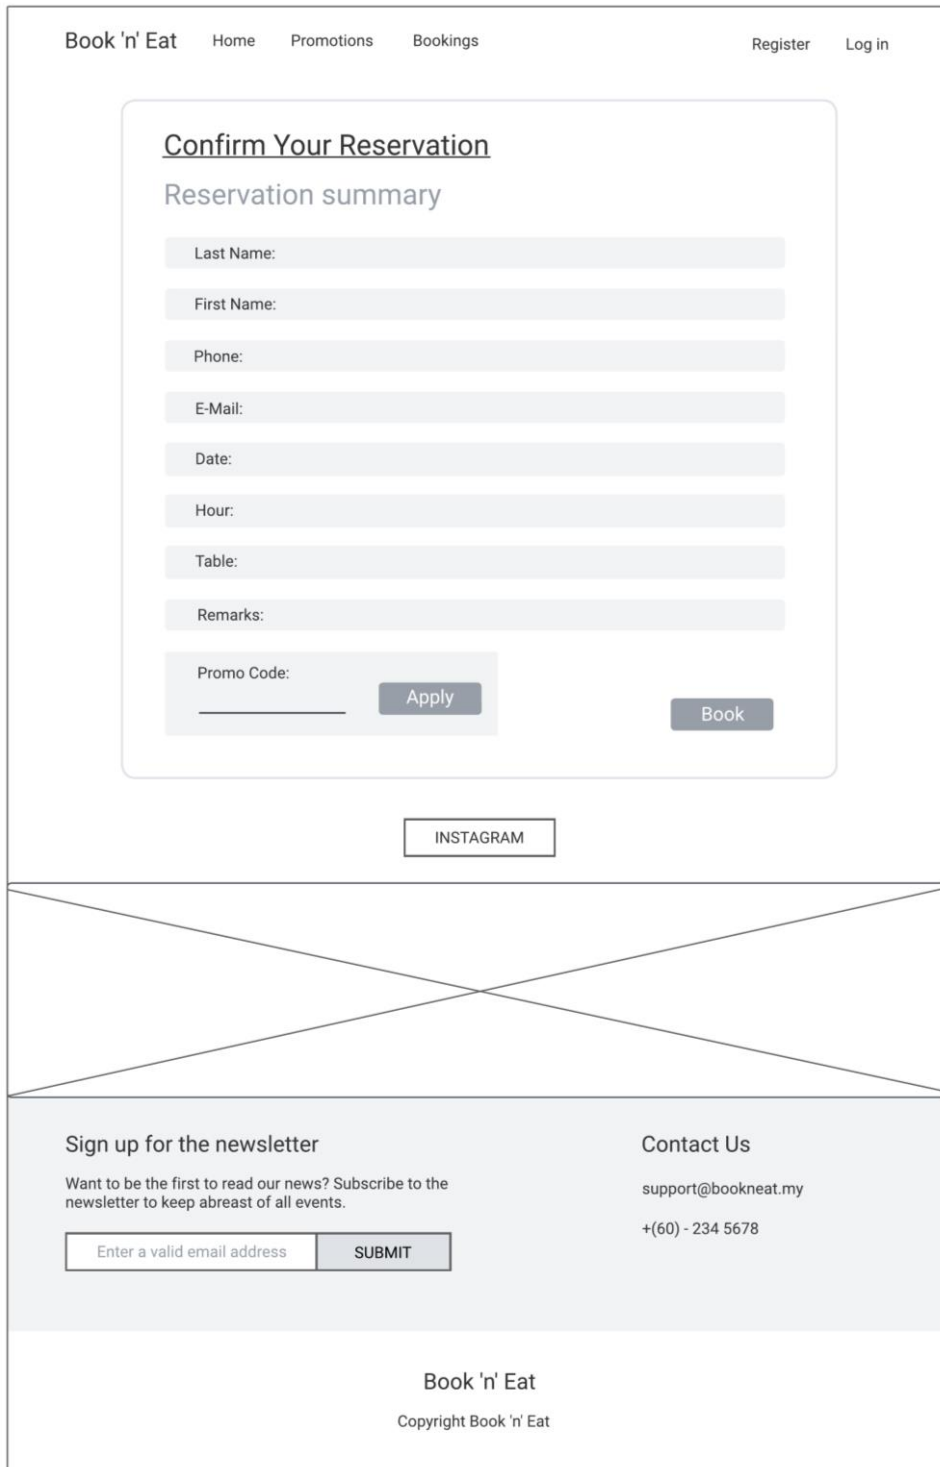 Book 'n' Eat Home Promotions Bookings Register Log in
Confirm Your Reservation
Reservation summary
Last Name:
First Name:
Phone:
E-Mail:
Date:
Hour:
Table:
Remarks:
Promo Code:
Apply
Book
INSTAGRAM
Sign up for the newsletter
Want to be the first to read our news? Subscribe to the
newsletter to keep abreast of all events.
Enter a valid email address SUBMIT
Contact Us
support@bookneat.my
+(60) - 234 5678
Book 'n' Eat
Copyright Book 'n' Eat